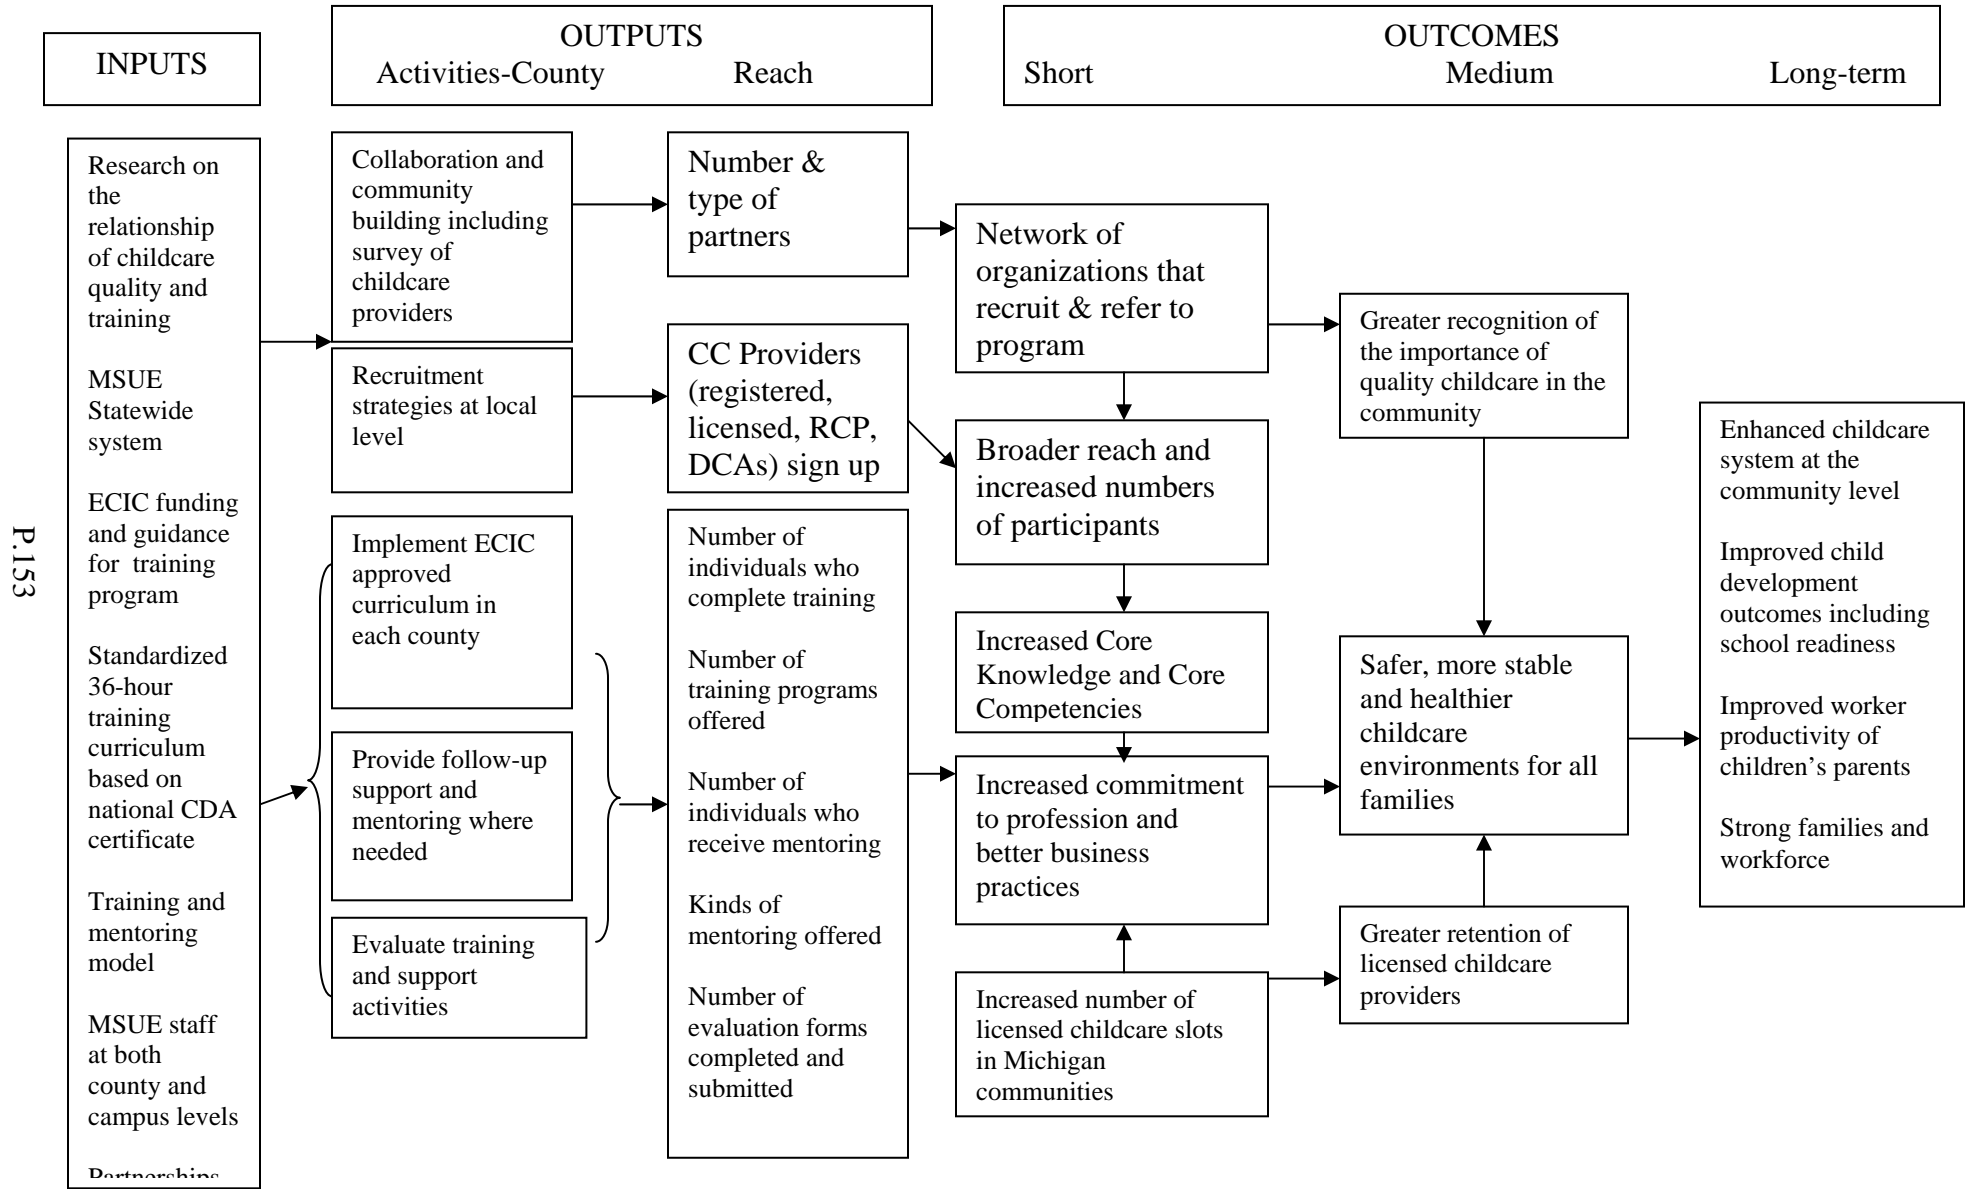 INPUTS
OUTPUTS
Activities-County Reach
OUTCOMES
Short Medium Long-term
Research on
the
relationship
of childcare
quality and
training
MSUE
Statewide
system
ECIC funding
and guidance
for training
program
Standardized
36-hour
training
curriculum
based on
national CDA
certificate
Training and
mentoring
model
MSUE staff
at both
county and
campus levels
Partnerships
Collaboration and
community
building including
survey of
childcare
providers
Recruitment
strategies at local
level
Implement ECIC
approved
curriculum in
each county
Provide follow-up
support and
mentoring where
needed
Evaluate training
and support
activities
Number &
type of
partners
CC Providers
(registered,
licensed, RCP,
DCAs) sign up
Number of
individuals who
complete training
Number of
training programs
offered
Number of
individuals who
receive mentoring
Kinds of
mentoring offered
Number of
evaluation forms
completed and
submitted
Network of
organizations that
recruit & refer to
program
Broader reach and
increased numbers
of participants
Increased Core
Knowledge and Core
Competencies
Increased commitment
to profession and
better business
practices
Increased number of
licensed childcare slots
in Michigan
communities
Greater recognition of
the importance of
quality childcare in the
community
Safer, more stable
and healthier
childcare
environments for all
families
Greater retention of
licensed childcare
providers
Enhanced childcare
system at the
community level
Improved child
development
outcomes including
school readiness
Improved worker
productivity of
children’s parents
Strong families and
workforce
P.153